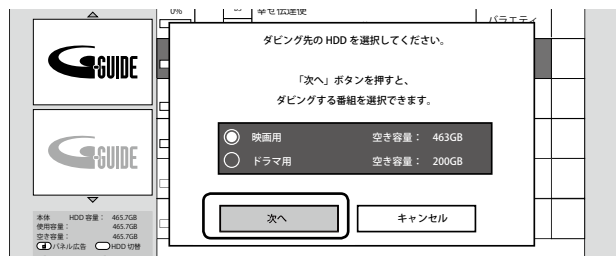 0%
幸せ伝達便
バラエティ
G-GUIDE
ダビング先の HDD を選択してください。
「次へ」ボタンを押すと、
ダビングする番組を選択できます。
映画用 空き容量： 463GB
ドラマ用 空き容量： 200GB
次へ キャンセル
G-GUIDE
本体 HDD 容量： 465.7GB
使用容量： 465.7GB
空き容量： 465.7GB
パネル広告 HDD 切替